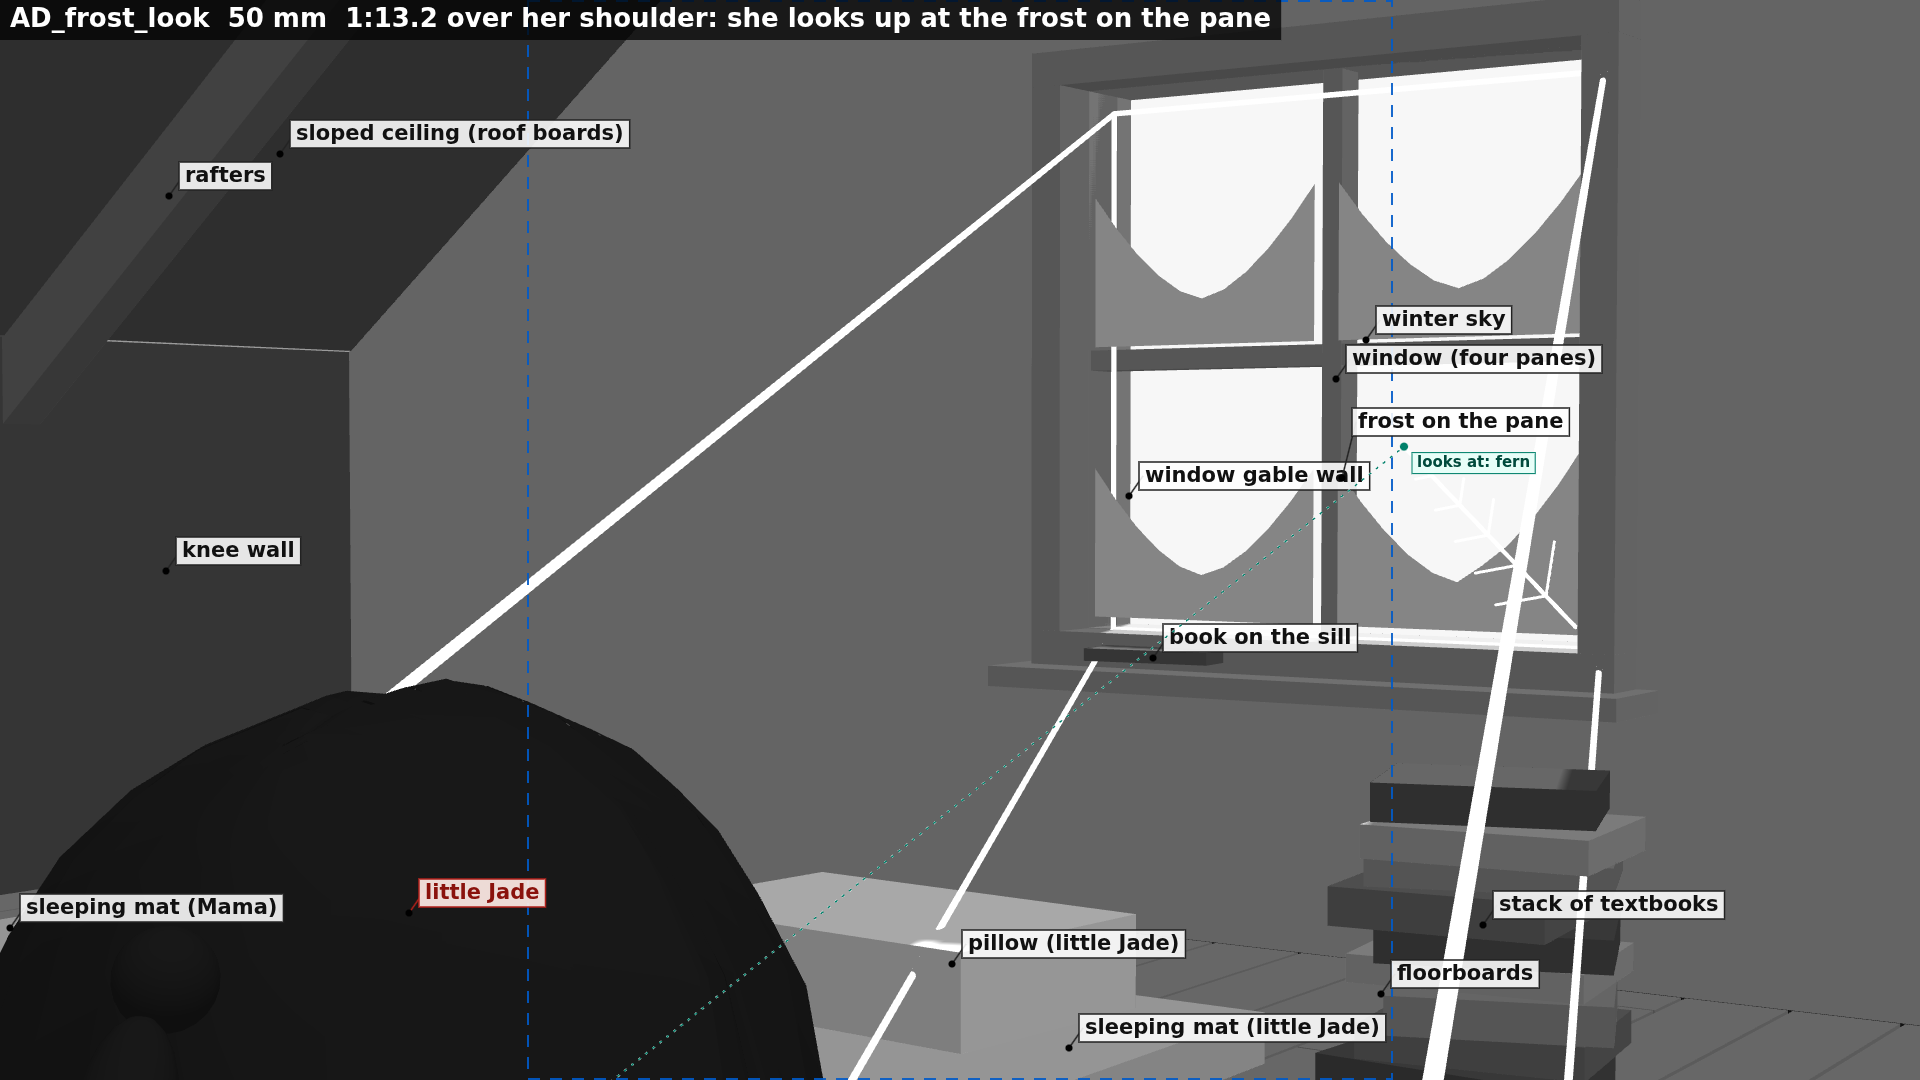 AD_frost_look 50 mm 1:13.2 over her shoulder: she looks up at the frost on the pane
sloped ceiling (roof boards)
rafters
winter sky
window (four panes)
frost on the pane
looks at: fern
window gable wall
knee wall
book on the sill
little Jade
sleeping mat (Mama)
stack of textbooks
pillow (little Jade)
floorboards
sleeping mat (little Jade)